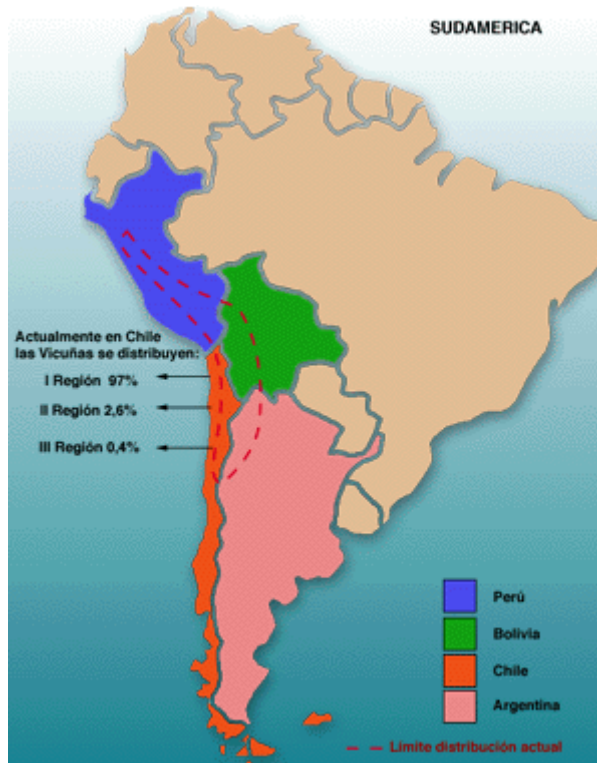 SUDAMERICA
Actualmente en Chile
las Vicuñas se distribuyen:
I Región 97%
II Región 2,6%
III Región 0,4%
Perú
Bolivia
Chile
Argentina
Límite distribución actual